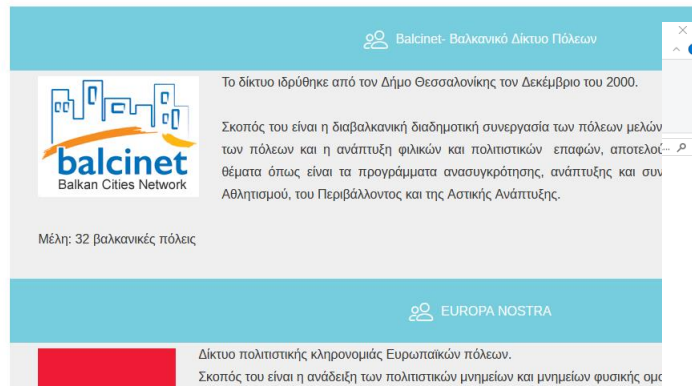 Balcinet- Βαλκανικό Δίκτυο Πόλεων
balcinet
Balkan Cities Network
Το δίκτυο ιδρύθηκε από τον Δήμο Θεσσαλονίκης τον Δεκέμβριο του 2000.
Σκοπός του είναι η διαβαλκανική διαδημοτική συνεργασία των πόλεων μελών
των πόλεων και η ανάπτυξη φιλικών και πολιτιστικών επαφών,
θέματα όπως είναι τα προγράμματα ανασυγκρότησης, ανάπτυξης και
Αθλητισμού, του Περιβάλλοντος και της Αστικής Ανάπτυξης.
Μέλη: 32 βαλκανικές πόλεις
EUROPA NOSTRA
Δίκτυο πολιτιστικής κληρονομιάς Ευρωπαϊκών πόλεων.
Σκοπός του είναι η ανάδειξη των πολιτιστικών μνημείων και μνημείων φυσικής